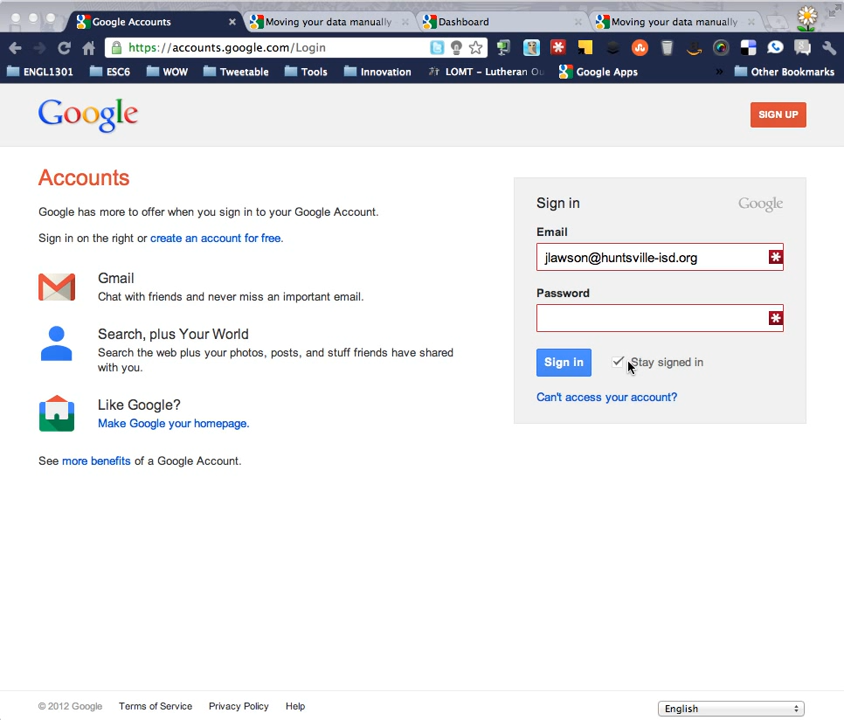 Google Accounts
Moving your data manually
Dashboard
Moving your data manually
https://accounts.google.com/Login
ENGL1301
ESC6
WOW
Tweetable
Tools
Innovation
LOMT – Lutheran Ou
Google Apps
»
Other Bookmarks
Google
SIGN UP
Accounts
Google has more to offer when you sign in to your Google Account.
Sign in on the right or create an account for free.
Gmail
Chat with friends and never miss an important email.
Search, plus Your World
Search the web plus your photos, posts, and stuff friends have shared
with you.
Like Google?
Make Google your homepage.
See more benefits of a Google Account.
Sign in
Google
Email
jlawson@huntsville-isd.org
Password
Sign in
Stay signed in
Can't access your account?
© 2012 Google
Terms of Service
Privacy Policy
Help
English